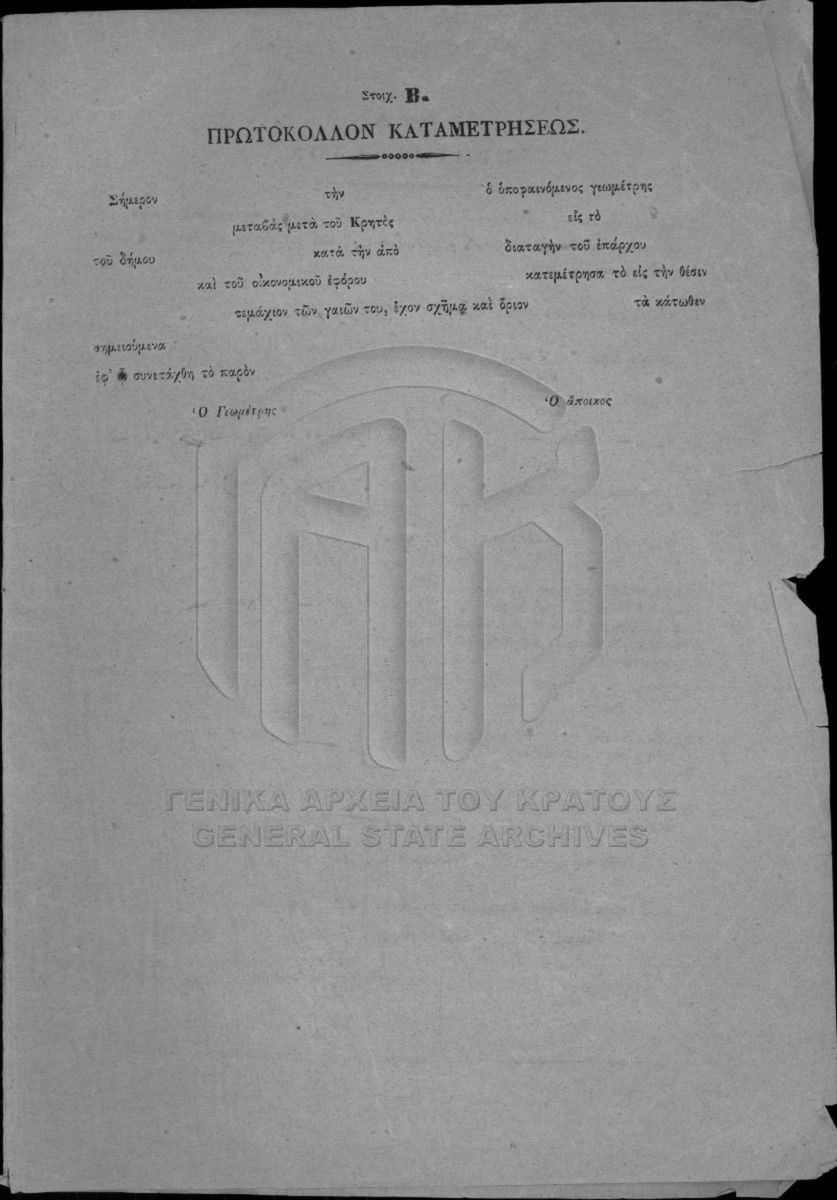 Στοιχ. Β.
ΠΡΩΤΟΚΟΛΛΟΝ ΚΑΤΑΜΕΤΡΗΣΕΩΣ.
Σήμερον τὴν ὁ ὑποφαινόμενος γεωμέτρης
μεταβὰς μετὰ τοῦ Κρητὸς εἰς τὸ
τοῦ δήμου κατὰ τὴν ἀπὸ διαταγὴν τοῦ ἐπάρχου
καὶ τοῦ οἰκονομικοῦ ἐφόρου κατεμέτρησα τὸ εἰς τὴν θέσιν
τεμάχιον τῶν γαιῶν του, ἔχον σχῆμα καὶ ὅριον τὰ κάτωθεν
σημειούμενα
ἐφ' ᾧ συνετάχθη τὸ παρὸν
Ὁ Γεωμέτρης Ὁ ἄποικος
ΓΕΝΙΚΑ ΑΡΧΕΙΑ ΤΟΥ ΚΡΑΤΟΥΣ
GENERAL STATE ARCHIVES